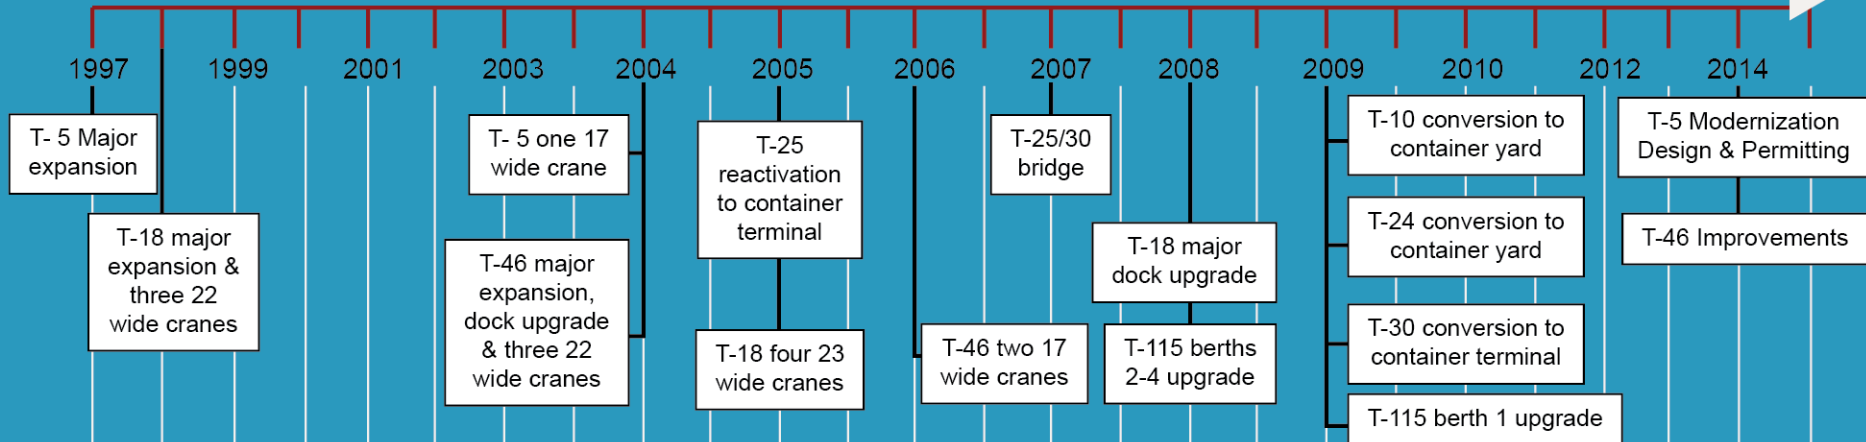 1997 1999 2001 2003 2004 2005 2006 2007 2008 2009 2010 2012 2014
T- 5 Major
expansion
T-18 major
expansion &
three 22
wide cranes
T- 5 one 17
wide crane
T-46 major
expansion,
dock upgrade
& three 22
wide cranes
T-25
reactivation
to container
terminal
T-18 four 23
wide cranes
T-46 two 17
wide cranes
T-25/30
bridge
T-18 major
dock upgrade
T-115 berths
2-4 upgrade
T-10 conversion to
container yard
T-24 conversion to
container yard
T-30 conversion to
container terminal
T-115 berth 1 upgrade
T-5 Modernization
Design & Permitting
T-46 Improvements